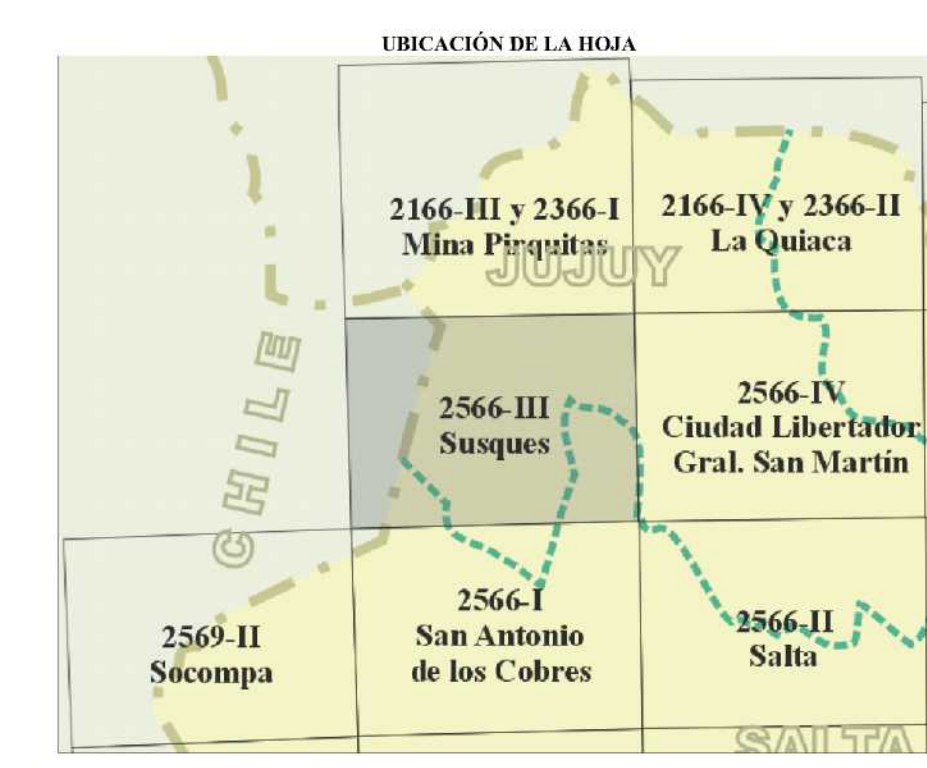 UBICACIÓN DE LA HOJA
2166-III y 2366-I
Mina Pirquitas
2166-IV y 2366-II
La Quiaca
JUJUY
CHILE
2566-III
Susques
2566-IV
Ciudad Libertador
Gral. San Martín
2569-II
Socompa
2566-I
San Antonio
de los Cobres
2566-II
Salta
SALTA